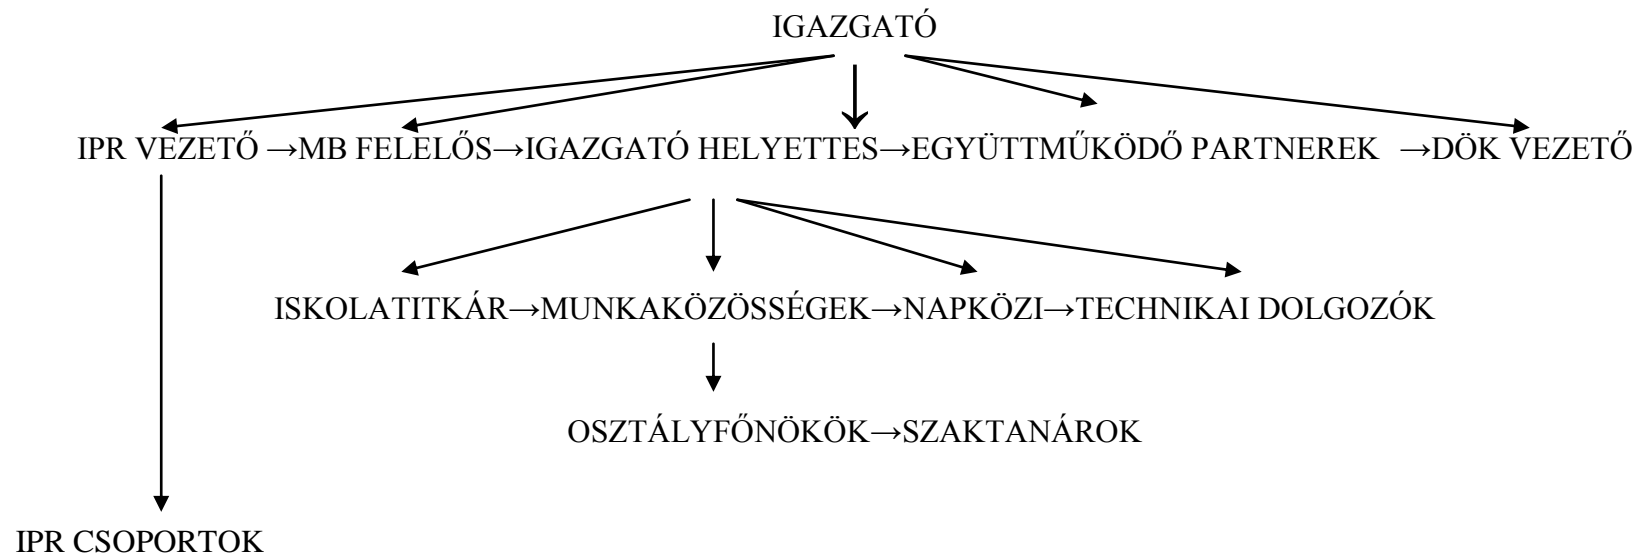 IGAZGATÓ
IPR VEZETŐ →MB FELELŐS→IGAZGATÓ HELYETTES→EGYÜTTMŰKÖDŐ PARTNEREK →DÖK VEZETŐ
ISKOLATITKÁR→MUNKAKÖZÖSSÉGEK→NAPKÖZI→TECHNIKAI DOLGOZÓK
OSZTÁLYFŐNÖKÖK→SZAKTANÁROK
IPR CSOPORTOK